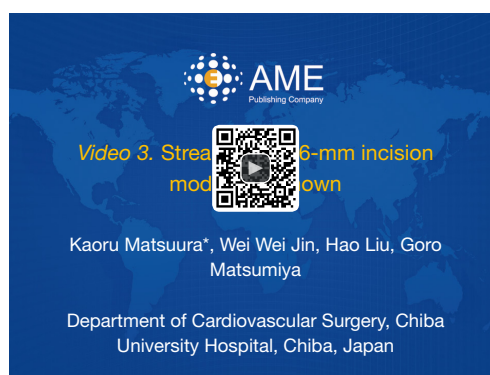 E AME
Publishing Company
Video 3. Strea 6-mm incision
mod own
Kaoru Matsuura*, Wei Wei Jin, Hao Liu, Goro
Matsumiya
Department of Cardiovascular Surgery, Chiba
University Hospital, Chiba, Japan